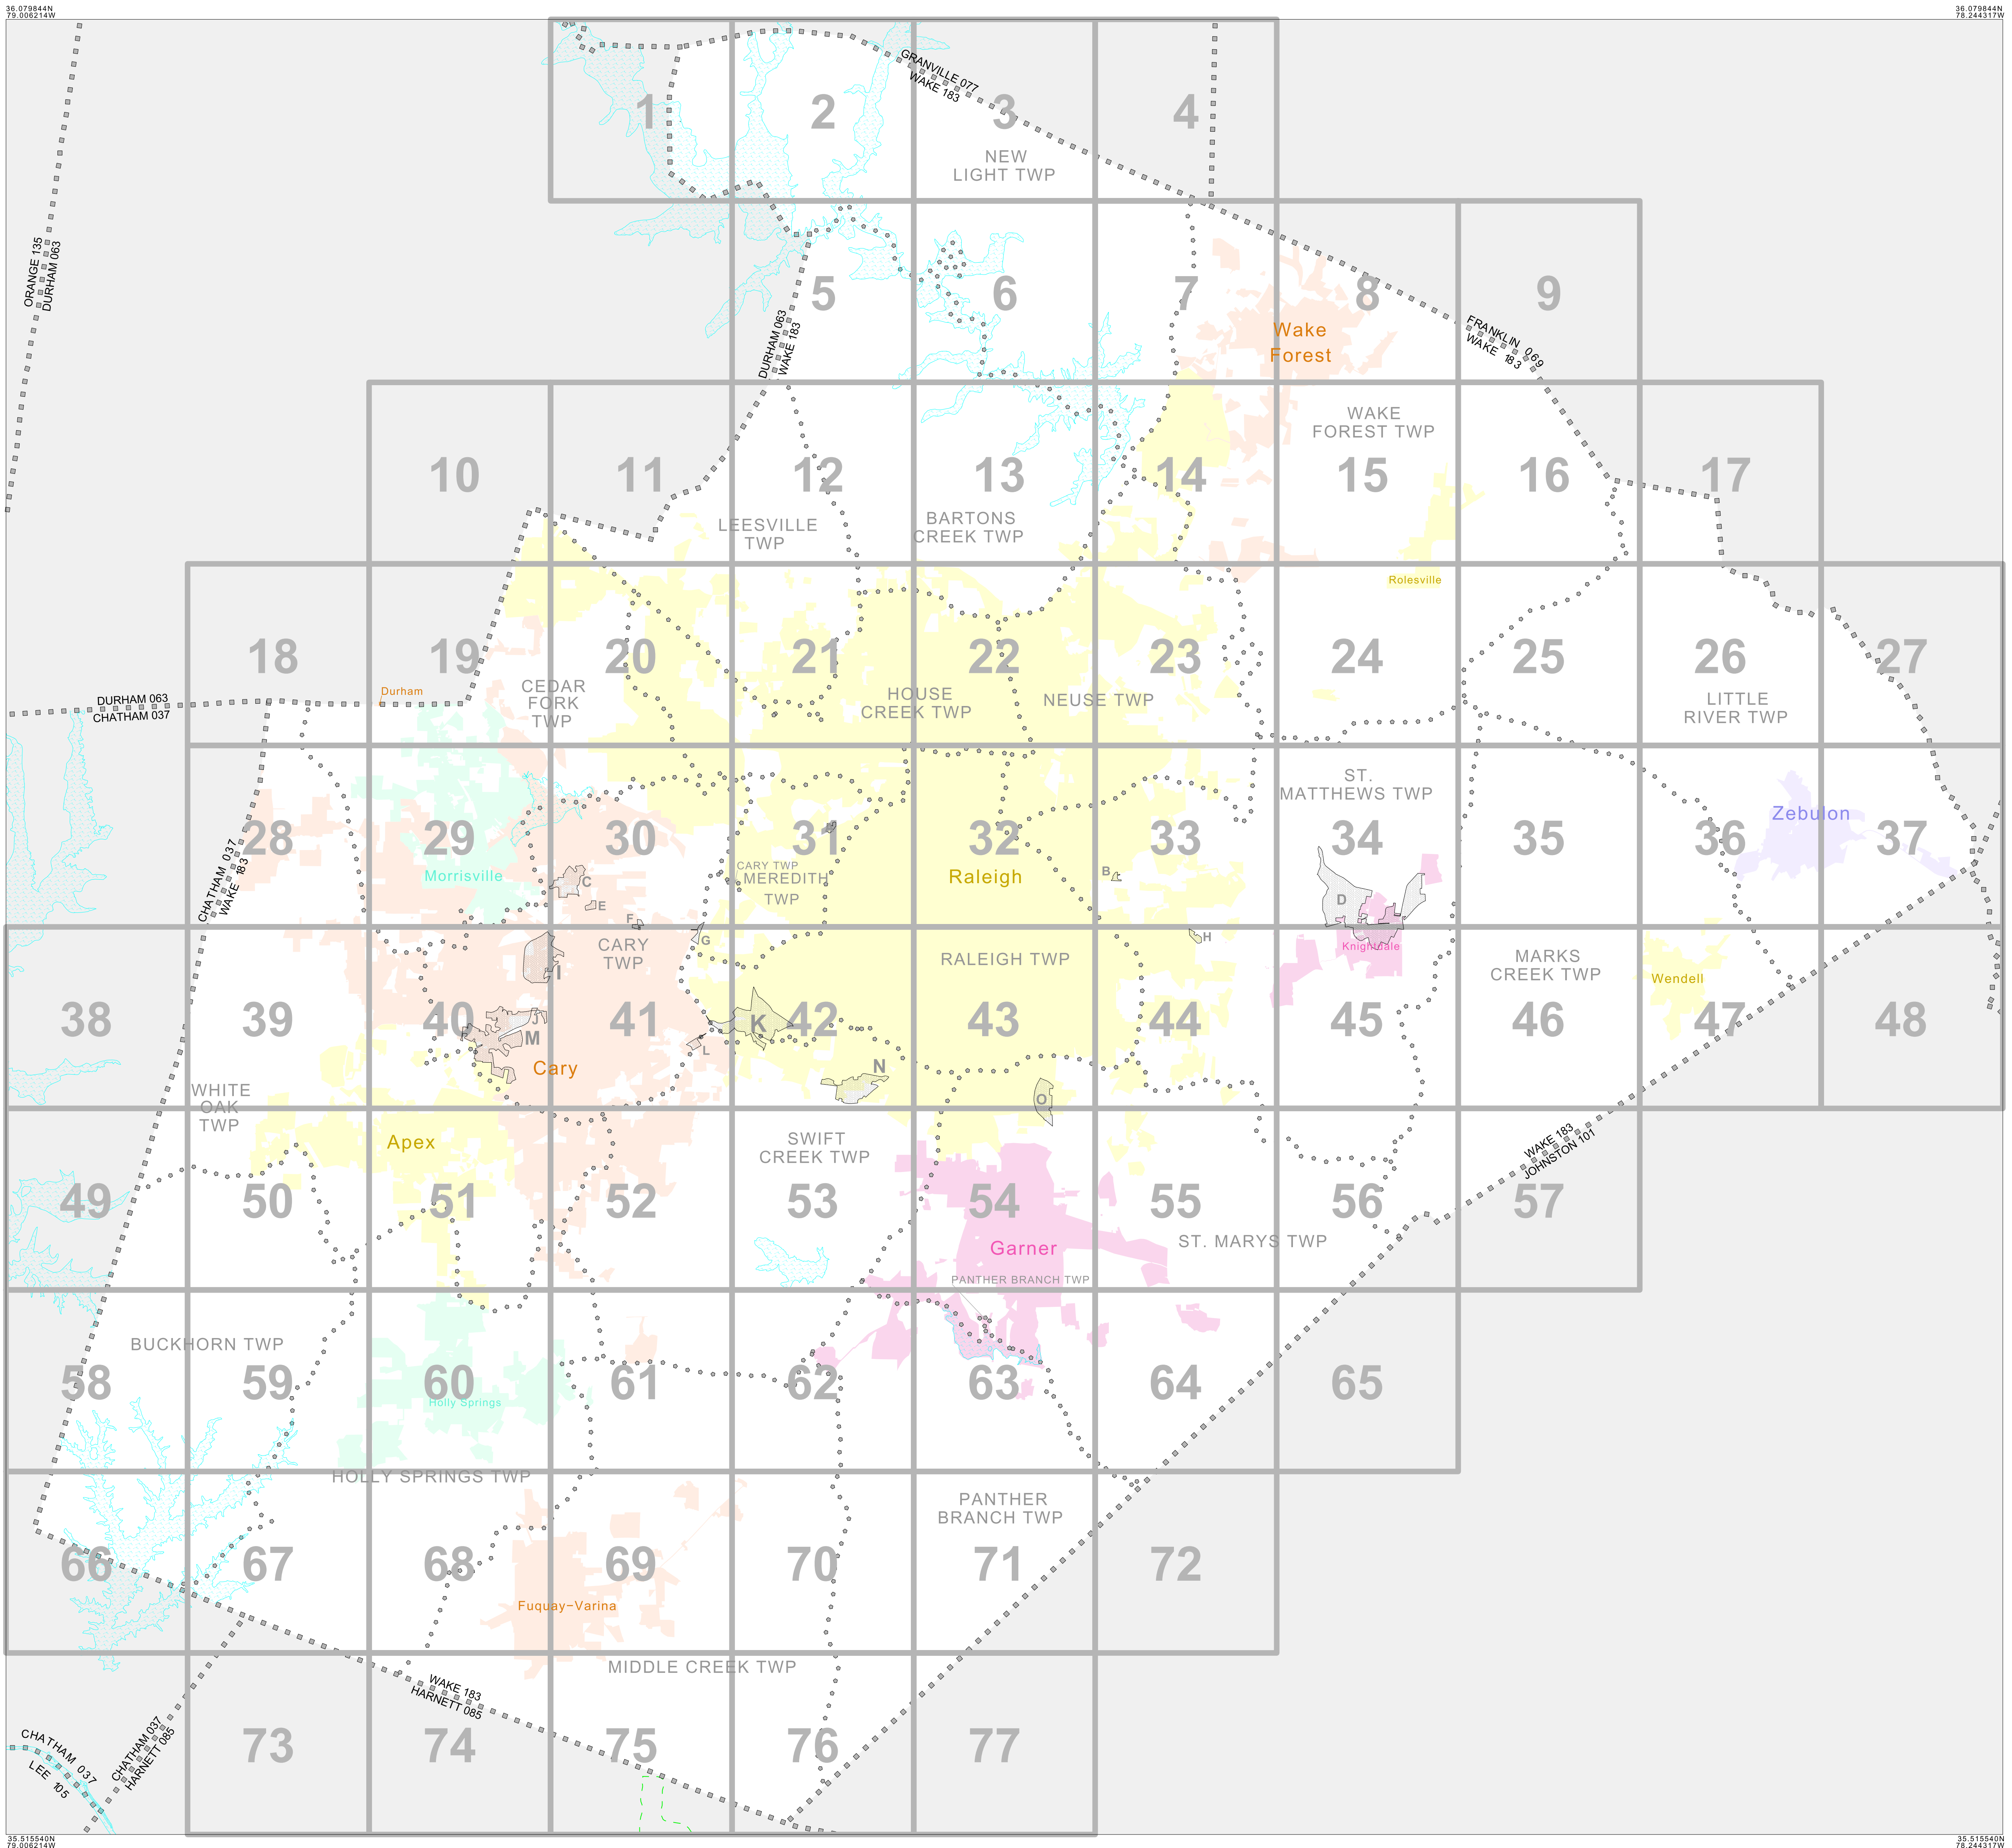 36.079844N
79.006214W
36.079844N
78.244317W
GRANVILLE 077
WAKE 183
1
2
3
4
NEW
LIGHT TWP
ORANGE 135
DURHAM 063
5
6
7
8
9
DURHAM 063
WAKE 183
Wake
Forest
FRANKLIN 069
WAKE 183
WAKE
FOREST TWP
10
11
12
13
14
15
16
17
LEESVILLE
TWP
BARTONS
CREEK TWP
Rolesville
18
19
20
21
22
23
24
25
26
27
DURHAM 063
CHATHAM 037
Durham
CEDAR
FORK
TWP
HOUSE
CREEK TWP
NEUSE TWP
LITTLE
RIVER TWP
ST.
MATTHEWS TWP
Zebulon
28
29
30
31
32
33
34
35
36
37
CHATHAM 037
WAKE 183
Morrisville
C
E
F
CARY TWP
MEREDITH
TWP
Raleigh
B
D
G
H
I
CARY
TWP
RALEIGH TWP
Knightdale
MARKS
CREEK TWP
Wendell
38
39
40
41
42
43
44
45
46
47
48
J
K
M
L
P
N
O
Cary
WHITE
OAK
TWP
Apex
SWIFT
CREEK TWP
WAKE 183
JOHNSTON 101
49
50
51
52
53
54
55
56
57
Garner
ST. MARYS TWP
PANTHER BRANCH TWP
BUCKHORN TWP
58
59
60
61
62
63
64
65
Holly Springs
HOLLY SPRINGS TWP
PANTHER
BRANCH TWP
66
67
68
69
70
71
72
Fuquay-Varina
MIDDLE CREEK TWP
WAKE 183
HARNETT 085
73
74
75
76
77
CHATHAM 037
HARNETT 085
CHATHAM 037
LEE 105
35.515540N
79.006214W
35.515540N
78.244317W